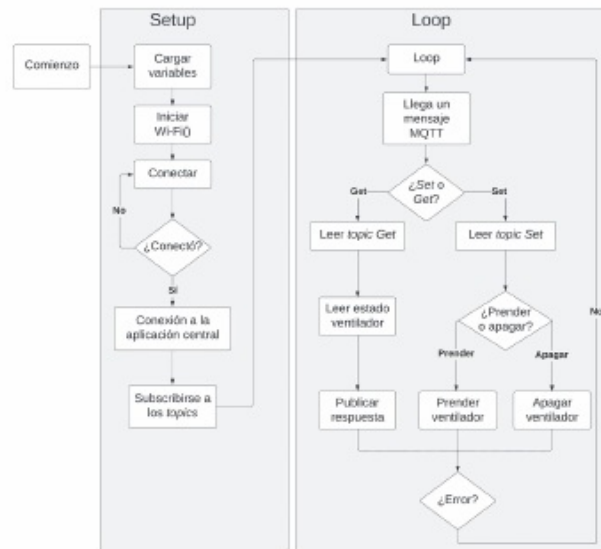 Setup
Loop
Comienzo
Cargar
variables
Iniciar
Wi-Fi()
Conectar
No
¿Conectó?
Sí
Conexión a la
aplicación central
Subscribirse a
los topics
Loop
Llega un
mensaje
MQTT
¿Set o
Get?
Get
Set
Leer topic Get
Leer topic Set
Leer estado
ventilador
¿Prender
o apagar?
No
Prender
Apagar
Publicar
respuesta
Prender
ventilador
Apagar
ventilador
¿Error?